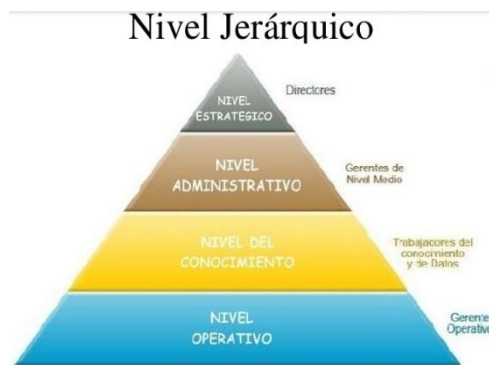 Nivel Jerárquico
NIVEL
ESTRATEGICO
Directores
NIVEL
ADMINISTRATIVO
Gerentes de
Nivel Medio
NIVEL DEL
CONOCIMIENTO
Trabajacores del
conocimiento
y de Datos
NIVEL
OPERATIVO
Gerente
Operativo